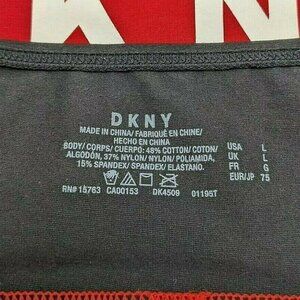 K N
DKNY
MADE IN CHINA/ FABRIQUÉ EN CHINE/
HECHO EN CHINA
BODY/ CORPS/ CUERPO: 48% COTTON/ COTON/
ALGODÓN, 37% NYLON/ NYLON/ POLIAMIDA,
15% SPANDEX/ SPANDEX/ ELASTANO.
USA L
UK L
FR G
EUR/JP 75
RN# 15763 CA00153 DK4509 01195T